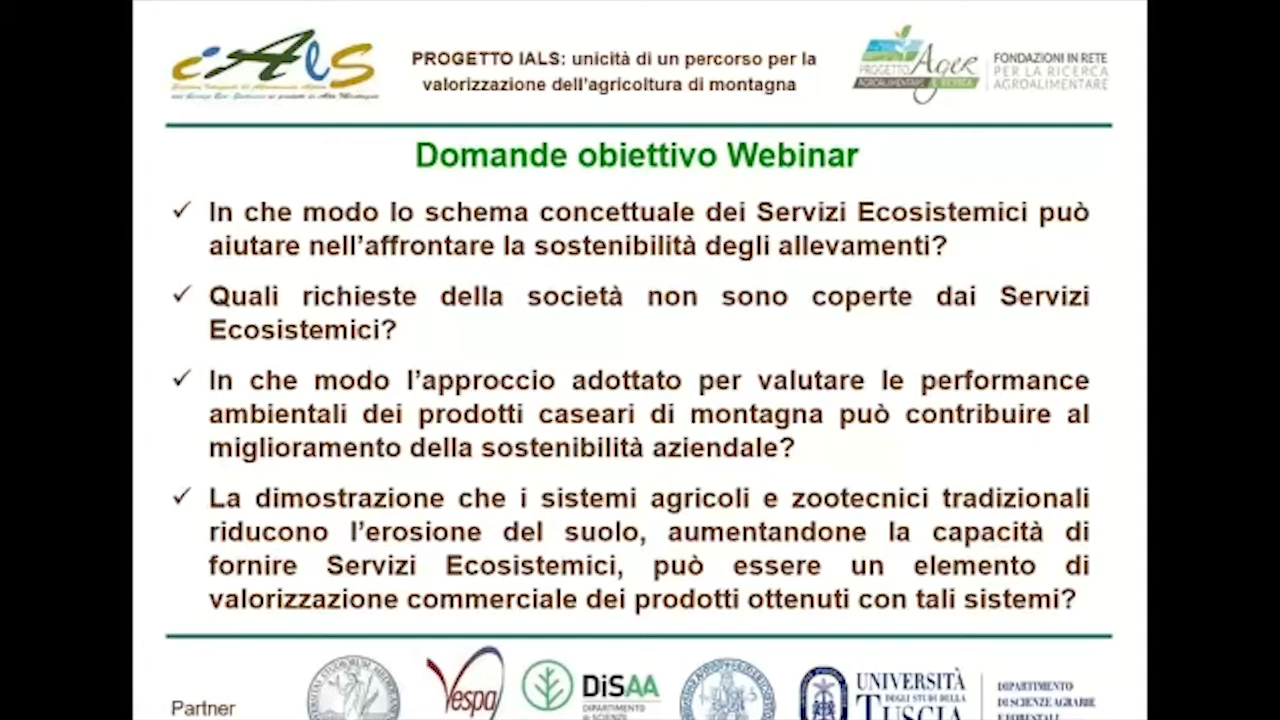 iAlS
PROGETTO IALS: unicità di un percorso per la
valorizzazione dell'agricoltura di montagna
PROGETTO Ager
AGROALIMENTARE E RICERCA
FONDAZIONI IN RETE
PER LA RICERCA
AGROALIMENTARE
Domande obiettivo Webinar
✓ In che modo lo schema concettuale dei Servizi Ecosistemici può
aiutare nell'affrontare la sostenibilità degli allevamenti?
✓ Quali richieste della società non sono coperte dai Servizi
Ecosistemici?
✓ In che modo l'approccio adottato per valutare le performance
ambientali dei prodotti caseari di montagna può contribuire al
miglioramento della sostenibilità aziendale?
✓ La dimostrazione che i sistemi agricoli e zootecnici tradizionali
riducono l'erosione del suolo, aumentandone la capacità di
fornire Servizi Ecosistemici, può essere un elemento di
valorizzazione commerciale dei prodotti ottenuti con tali sistemi?
Partner
Vespa
DiSAA
DIPARTIMENTO
DI SCIENZE
UNIVERSITÀ
DEGLI STUDI DELLA
TUSCIA
DIPARTIMENTO
DI SCIENZE AGRARIE
E FORESTALI